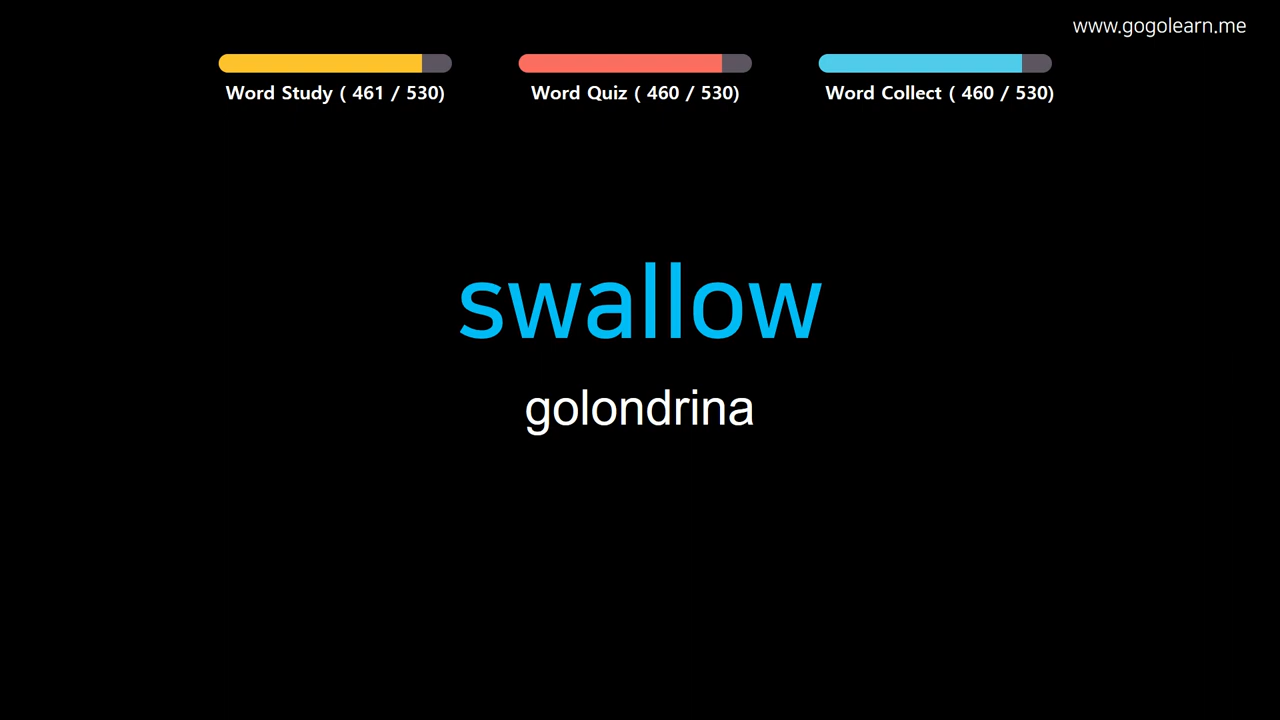 www.gogolearn.me
Word Study ( 461 / 530)
Word Quiz ( 460 / 530)
Word Collect ( 460 / 530)
swallow
golondrina